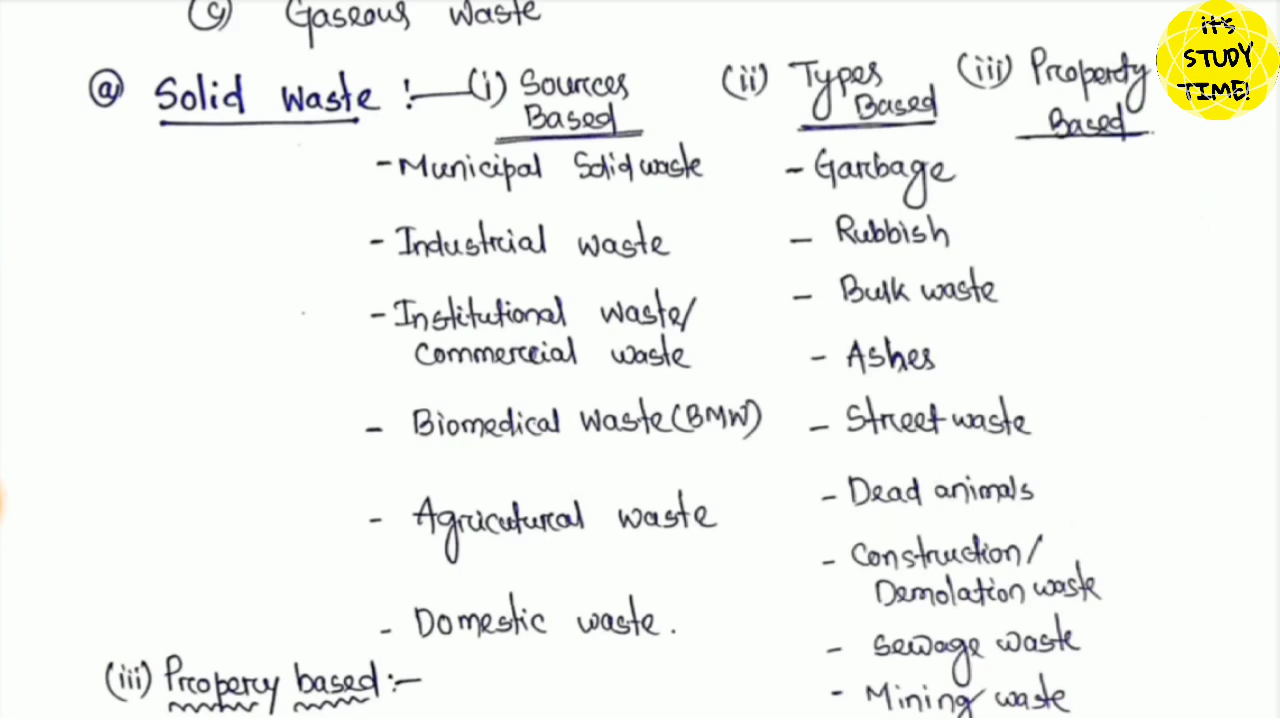 (c) Gaseous waste
(a) Solid waste :— (i) Sources Based
(ii) Types Based
(iii) Property Based
- Municipal Solid waste
- Industrial waste
- Institutional waste/
Commercial waste
- Biomedical waste (BMW)
- Agricutural waste
- Domestic waste.
- Garbage
- Rubbish
- Bulk waste
- Ashes
- Street waste
- Dead animals
- Construction/
Demolation waste
- Sewage waste
- Mining waste
(iii) Propercy based :-
iT'S
STUDY
TIME!